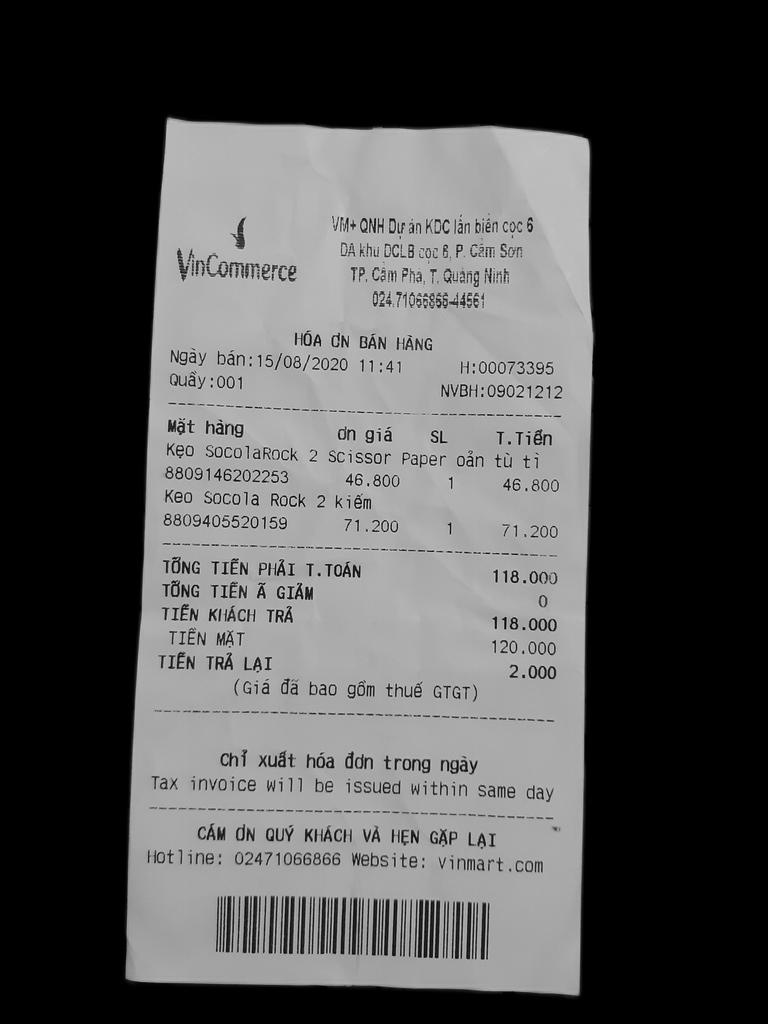 VinCommerce
VM+ QNH Dự án KDC lấn biển cọc 6
DA khu DCLB cọc 6, P. Cẩm Sơn
TP. Cẩm Phả, T. Quảng Ninh
024.71066866-44561
HÓA ƠN BÁN HÀNG
Ngày bán:15/08/2020 11:41 H:00073395
Quầy:001 NVBH:09021212
Mặt hàng ơn giá SL T.Tiền
Kẹo SocolaRock 2 Scissor Paper oản tù tì
8809146202253 46.800 1 46.800
Keo Socola Rock 2 kiếm
8809405520159 71.200 1 71.200
TỔNG TIỀN PHẢI T.TOÁN 118.000
TỔNG TIỀN Ã GIẢM 0
TIỀN KHÁCH TRẢ 118.000
TIỀN MẶT 120.000
TIỀN TRẢ LẠI 2.000
(Giá đã bao gồm thuế GTGT)
Chỉ xuất hóa đơn trong ngày
Tax invoice will be issued within same day
CÁM ƠN QUÝ KHÁCH VÀ HẸN GẶP LẠI
Hotline: 02471066866 Website: vinmart.com